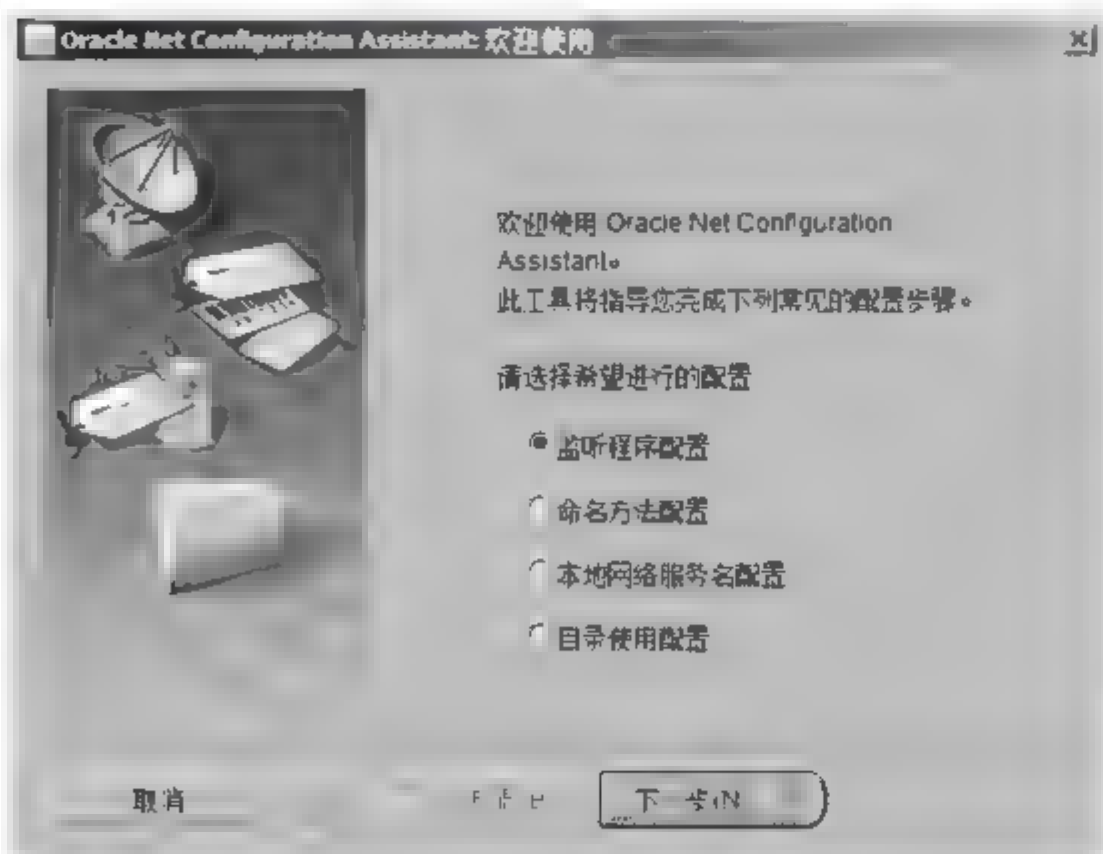 Oracle Net Configuration Assistant: 欢迎使用
欢迎使用 Oracle Net Configuration
Assistant。
此工具将指导您完成下列常见的配置步骤。
请选择希望进行的配置
监听程序配置
命名方法配置
本地网络服务名配置
目录使用配置
取消
下一步(N